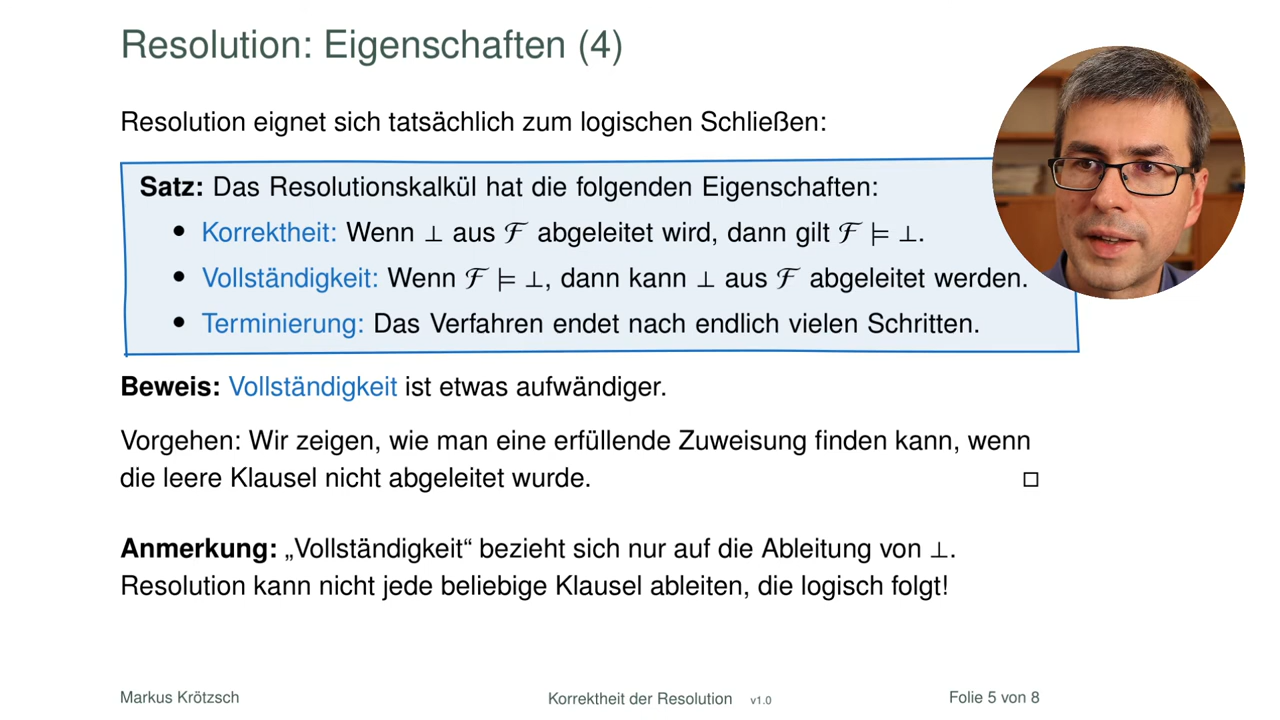 Resolution: Eigenschaften (4)
Resolution eignet sich tatsächlich zum logischen Schließen:
Satz: Das Resolutionskalkül hat die folgenden Eigenschaften:
• Korrektheit: Wenn ⊥ aus ℱ abgeleitet wird, dann gilt ℱ ⊨ ⊥.
• Vollständigkeit: Wenn ℱ ⊨ ⊥, dann kann ⊥ aus ℱ abgeleitet werden.
• Terminierung: Das Verfahren endet nach endlich vielen Schritten.
Beweis: Vollständigkeit ist etwas aufwändiger.
Vorgehen: Wir zeigen, wie man eine erfüllende Zuweisung finden kann, wenn
die leere Klausel nicht abgeleitet wurde. □
Anmerkung: „Vollständigkeit“ bezieht sich nur auf die Ableitung von ⊥.
Resolution kann nicht jede beliebige Klausel ableiten, die logisch folgt!
Markus Krötzsch Korrektheit der Resolution v1.0 Folie 5 von 8